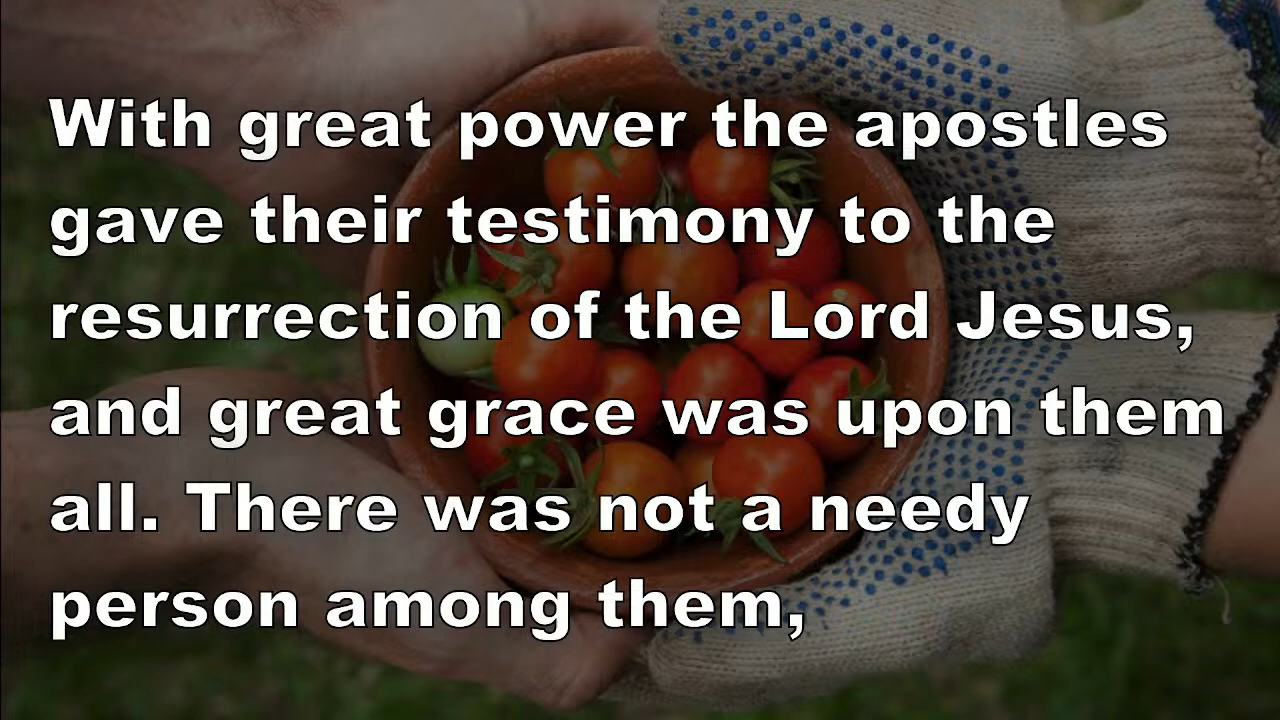 With great power the apostles
gave their testimony to the
resurrection of the Lord Jesus,
and great grace was upon them
all. There was not a needy
person among them,